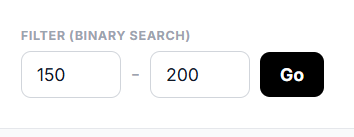 FILTER (BINARY SEARCH)
150 - 200 Go